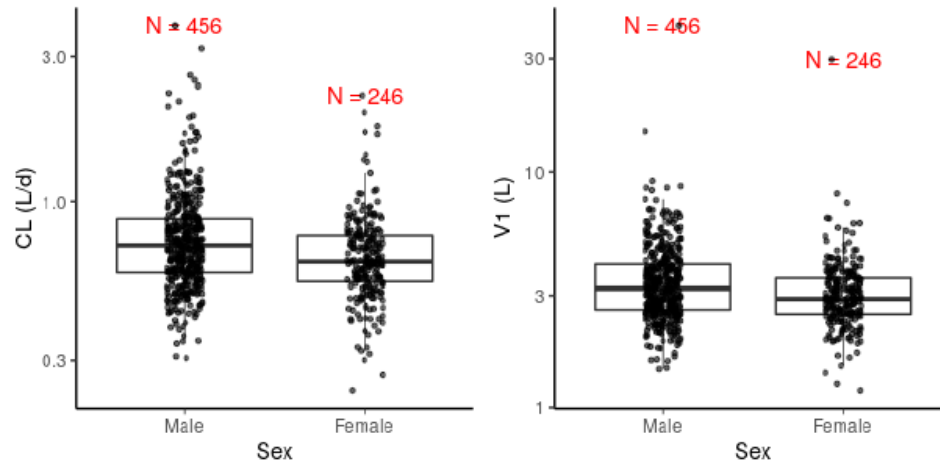 N = 456
N = 246
3.0
1.0
0.3
CL (L/d)
Male
Female
Sex
N = 456
N = 246
30
10
3
1
V1 (L)
Male
Female
Sex